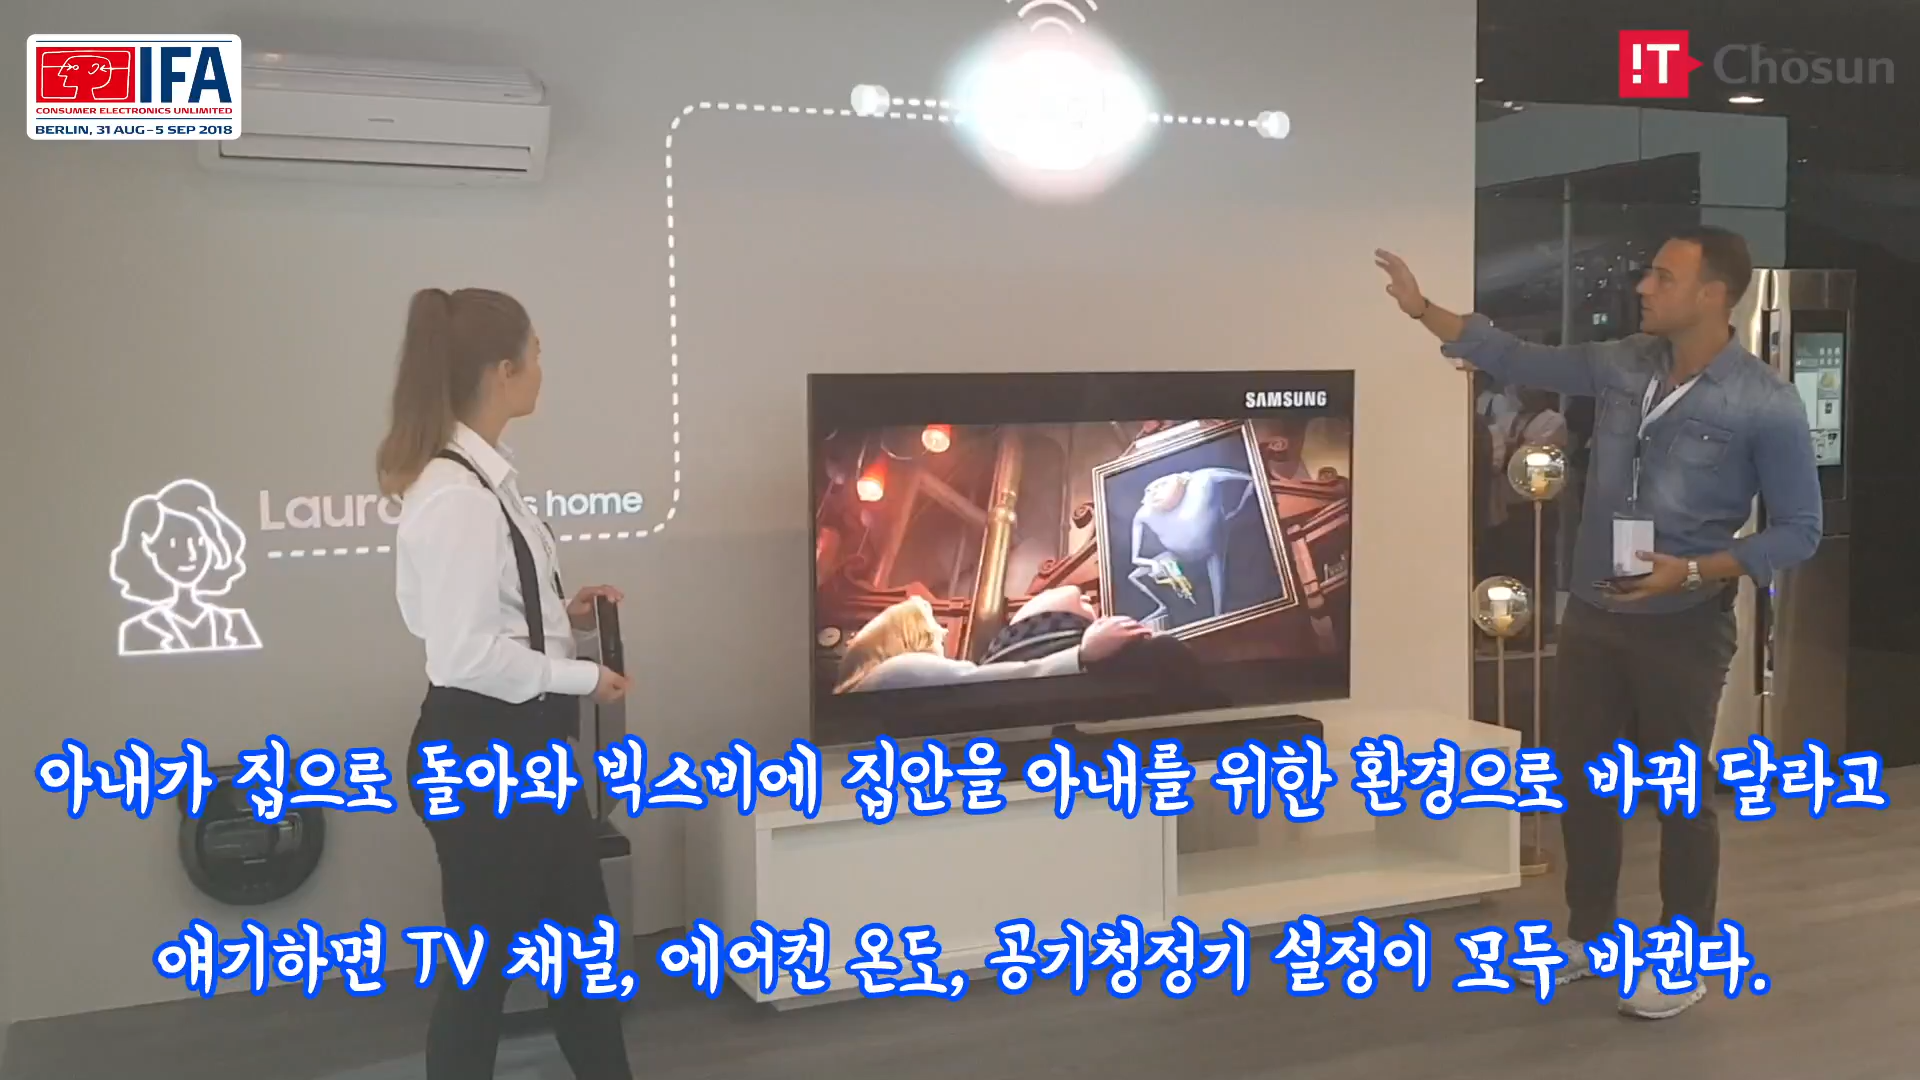 IFA
CONSUMER ELECTRONICS UNLIMITED
BERLIN, 31 AUG–5 SEP 2018
IT Chosun
SAMSUNG
home
아내가 집으로 돌아와 빅스비에 집안을 아내를 위한 환경으로 바꿔 달라고
얘기하면 TV 채널, 에어컨 온도, 공기청정기 설정이 모두 바뀐다.